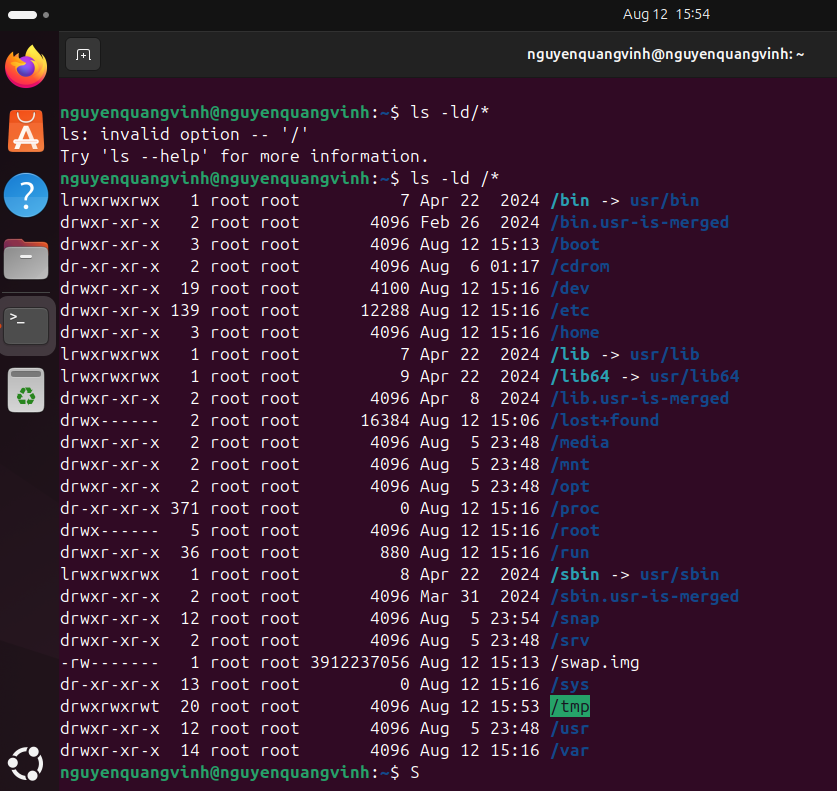 Aug 12 15:54
nguyenquangvinh@nguyenquangvinh: ~
nguyenquangvinh@nguyenquangvinh:~$ ls -ld/*
ls: invalid option -- '/'
Try 'ls --help' for more information.
nguyenquangvinh@nguyenquangvinh:~$ ls -ld /*
lrwxrwxrwx   1 root root          7 Apr 22  2024 /bin -> usr/bin
drwxr-xr-x   2 root root       4096 Feb 26  2024 /bin.usr-is-merged
drwxr-xr-x   3 root root       4096 Aug 12 15:13 /boot
dr-xr-xr-x   2 root root       4096 Aug  6 01:17 /cdrom
drwxr-xr-x  19 root root       4100 Aug 12 15:16 /dev
drwxr-xr-x 139 root root      12288 Aug 12 15:16 /etc
drwxr-xr-x   3 root root       4096 Aug 12 15:16 /home
lrwxrwxrwx   1 root root          7 Apr 22  2024 /lib -> usr/lib
lrwxrwxrwx   1 root root          9 Apr 22  2024 /lib64 -> usr/lib64
drwxr-xr-x   2 root root       4096 Apr  8  2024 /lib.usr-is-merged
drwx------   2 root root      16384 Aug 12 15:06 /lost+found
drwxr-xr-x   2 root root       4096 Aug  5 23:48 /media
drwxr-xr-x   2 root root       4096 Aug  5 23:48 /mnt
drwxr-xr-x   2 root root       4096 Aug  5 23:48 /opt
dr-xr-xr-x 371 root root          0 Aug 12 15:16 /proc
drwx------   5 root root       4096 Aug 12 15:16 /root
drwxr-xr-x  36 root root        880 Aug 12 15:16 /run
lrwxrwxrwx   1 root root          8 Apr 22  2024 /sbin -> usr/sbin
drwxr-xr-x   2 root root       4096 Mar 31  2024 /sbin.usr-is-merged
drwxr-xr-x  12 root root       4096 Aug  5 23:54 /snap
drwxr-xr-x   2 root root       4096 Aug  5 23:48 /srv
-rw-------   1 root root 3912237056 Aug 12 15:13 /swap.img
dr-xr-xr-x  13 root root          0 Aug 12 15:16 /sys
drwxrwxrwt  20 root root       4096 Aug 12 15:53 /tmp
drwxr-xr-x  12 root root       4096 Aug  5 23:48 /usr
drwxr-xr-x  14 root root       4096 Aug 12 15:16 /var
nguyenquangvinh@nguyenquangvinh:~$ S